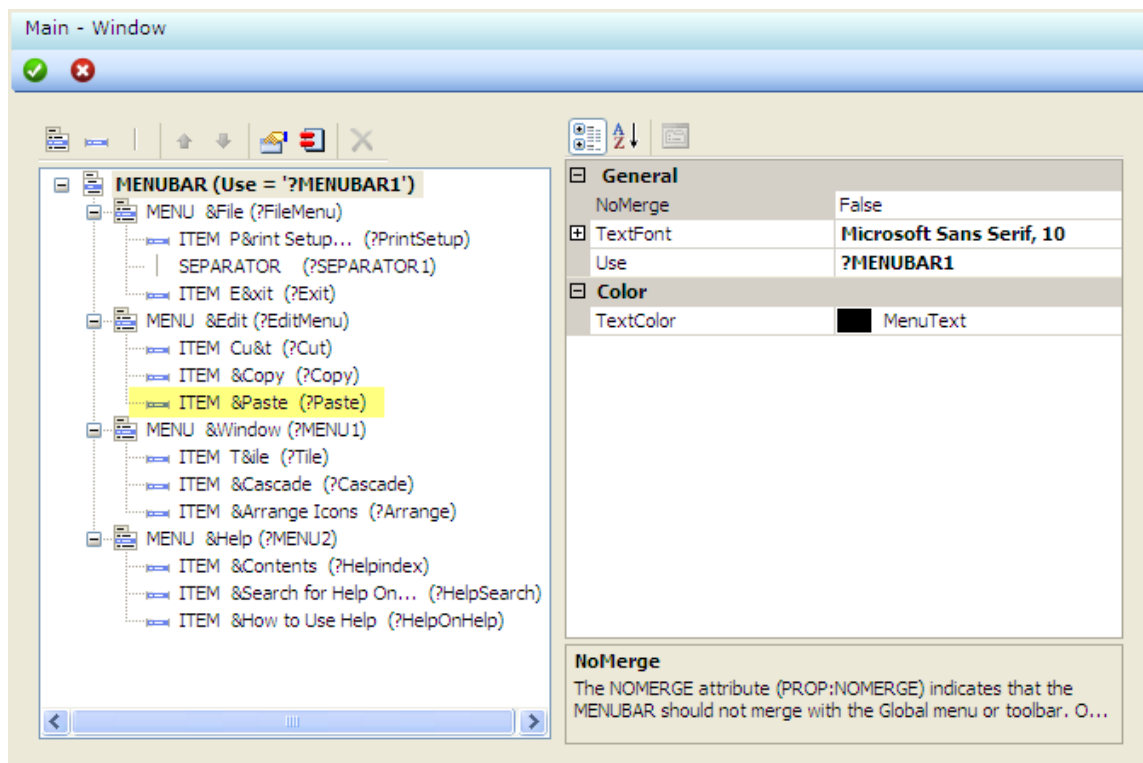 Main - Window
A
Z
MENUBAR (Use = '?MENUBAR1')
MENU &File (?FileMenu)
ITEM P&rint Setup... (?PrintSetup)
SEPARATOR (?SEPARATOR1)
ITEM E&xit (?Exit)
MENU &Edit (?EditMenu)
ITEM Cu&t (?Cut)
ITEM &Copy (?Copy)
ITEM &Paste (?Paste)
MENU &Window (?MENU1)
ITEM T&ile (?Tile)
ITEM &Cascade (?Cascade)
ITEM &Arrange Icons (?Arrange)
MENU &Help (?MENU2)
ITEM &Contents (?Helpindex)
ITEM &Search for Help On... (?HelpSearch)
ITEM &How to Use Help (?HelpOnHelp)
General
NoMerge False
TextFont Microsoft Sans Serif, 10
Use ?MENUBAR1
Color
TextColor MenuText
NoMerge
The NOMERGE attribute (PROP:NOMERGE) indicates that the
MENUBAR should not merge with the Global menu or toolbar. O...